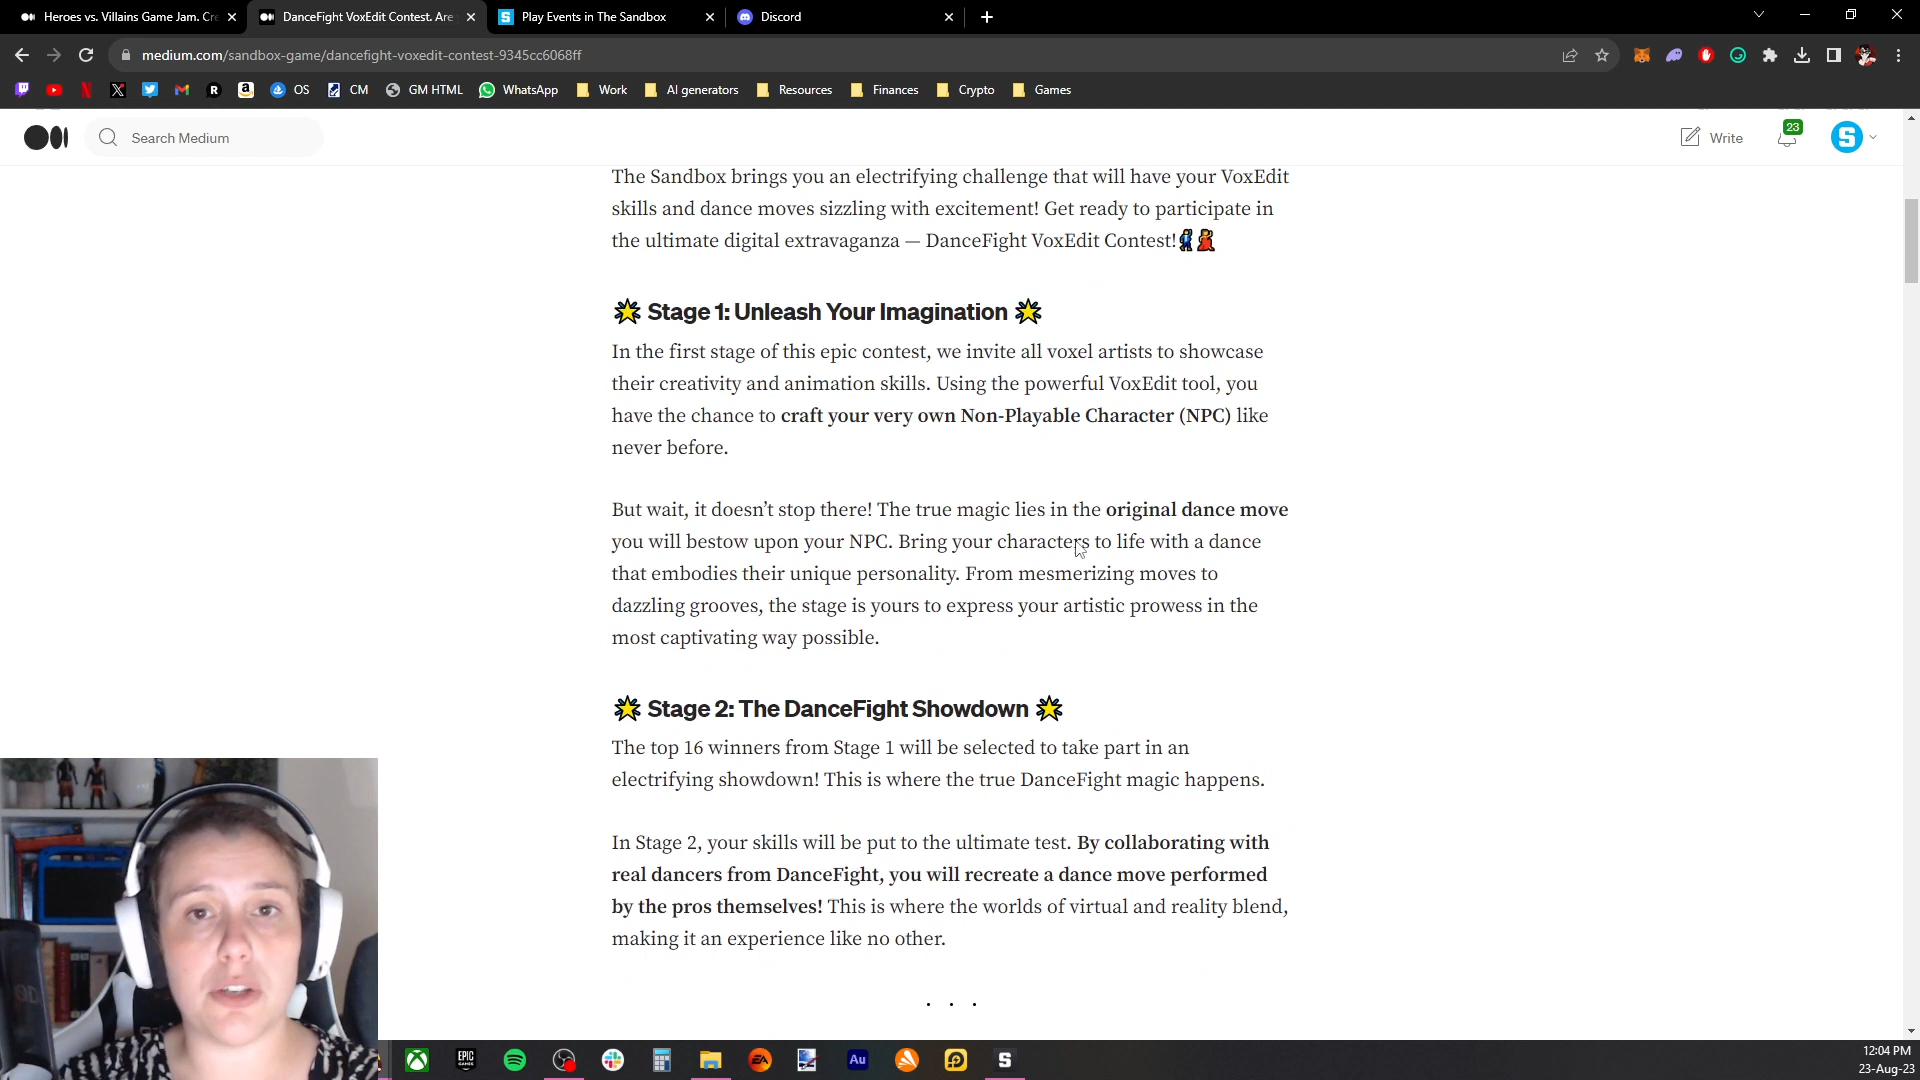 Heroes vs. Villains Game Jam. Cre
DanceFight VoxEdit Contest. Are
Play Events in The Sandbox
Discord
medium.com/sandbox-game/dancefight-voxedit-contest-9345cc6068ff
OS
CM
GM HTML
WhatsApp
Work
AI generators
Resources
Finances
Crypto
Games
Search Medium
Write
23
S
The Sandbox brings you an electrifying challenge that will have your VoxEdit
skills and dance moves sizzling with excitement! Get ready to participate in
the ultimate digital extravaganza — DanceFight VoxEdit Contest!🕺💃
🌟 Stage 1: Unleash Your Imagination 🌟
In the first stage of this epic contest, we invite all voxel artists to showcase
their creativity and animation skills. Using the powerful VoxEdit tool, you
have the chance to craft your very own Non-Playable Character (NPC) like
never before.
But wait, it doesn’t stop there! The true magic lies in the original dance move
you will bestow upon your NPC. Bring your characters to life with a dance
that embodies their unique personality. From mesmerizing moves to
dazzling grooves, the stage is yours to express your artistic prowess in the
most captivating way possible.
🌟 Stage 2: The DanceFight Showdown 🌟
The top 16 winners from Stage 1 will be selected to take part in an
electrifying showdown! This is where the true DanceFight magic happens.
In Stage 2, your skills will be put to the ultimate test. By collaborating with
real dancers from DanceFight, you will recreate a dance move performed
by the pros themselves! This is where the worlds of virtual and reality blend,
making it an experience like no other.
. . .
EPIC GAMES
EA
Au
S
12:04 PM
23-Aug-23